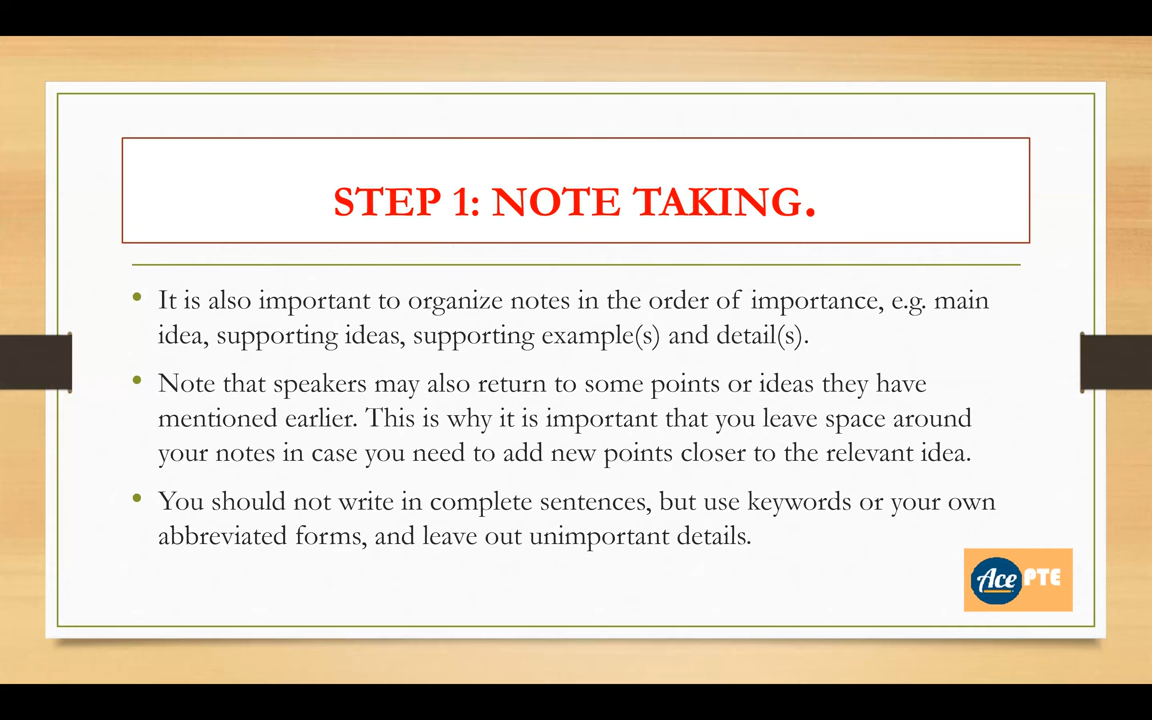 STEP 1: NOTE TAKING.
• It is also important to organize notes in the order of importance, e.g. main
idea, supporting ideas, supporting example(s) and detail(s).
• Note that speakers may also return to some points or ideas they have
mentioned earlier. This is why it is important that you leave space around
your notes in case you need to add new points closer to the relevant idea.
• You should not write in complete sentences, but use keywords or your own
abbreviated forms, and leave out unimportant details.
Ace PTE